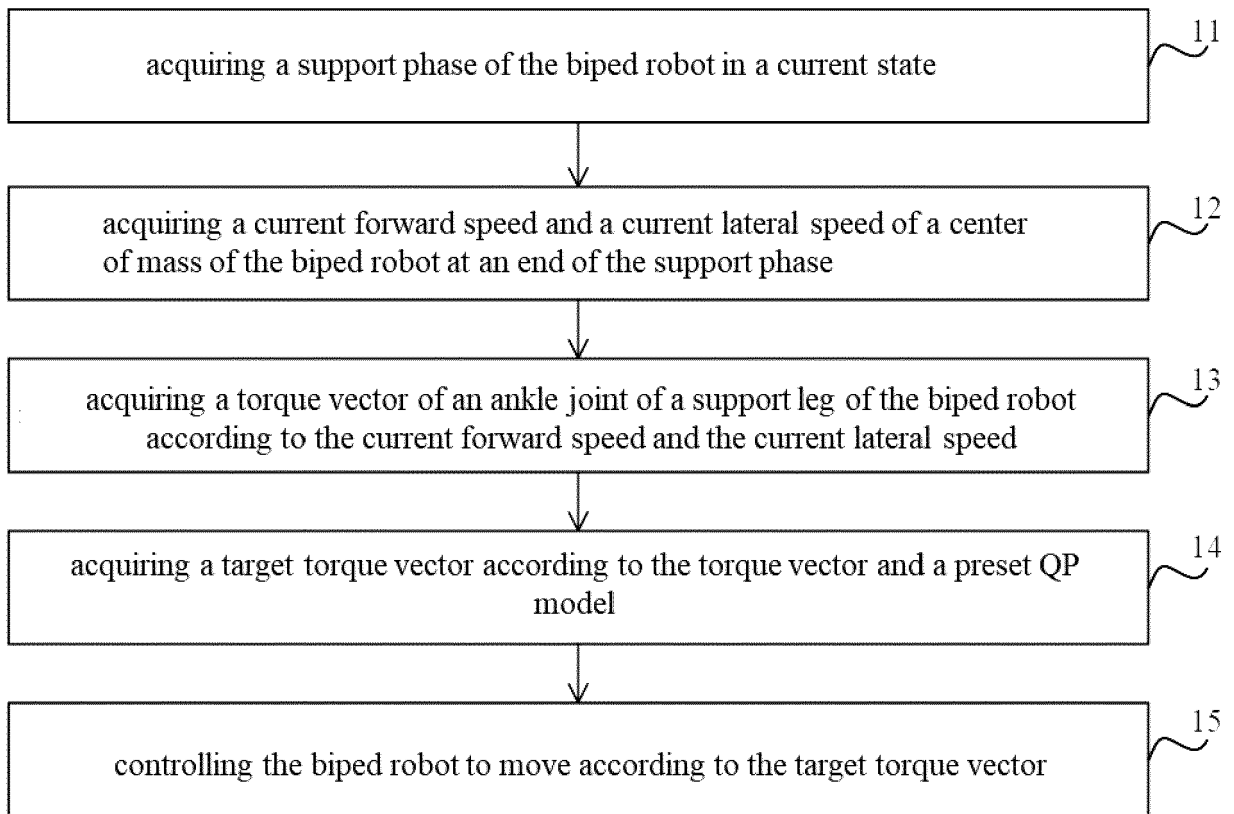 acquiring a support phase of the biped robot in a current state
11
acquiring a current forward speed and a current lateral speed of a center
of mass of the biped robot at an end of the support phase
12
acquiring a torque vector of an ankle joint of a support leg of the biped robot
according to the current forward speed and the current lateral speed
13
acquiring a target torque vector according to the torque vector and a preset QP
model
14
controlling the biped robot to move according to the target torque vector
15